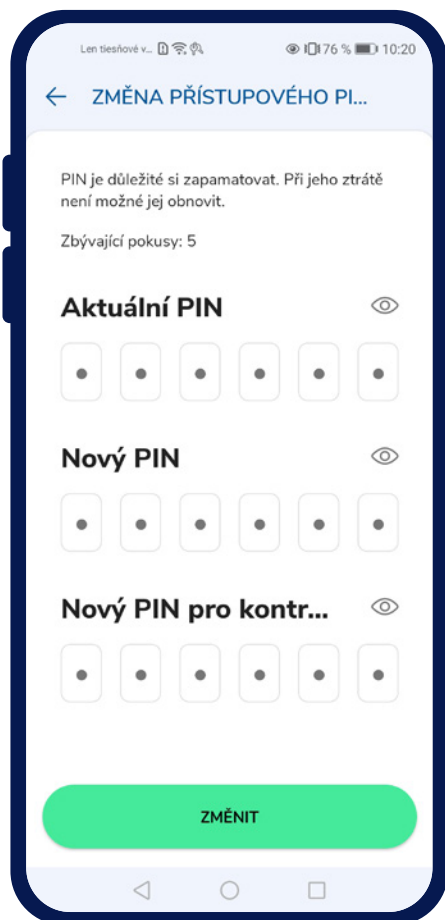 Len tiesňové v... 76 % 10:20
ZMĚNA PŘÍSTUPOVÉHO PI...
PIN je důležité si zapamatovat. Při jeho ztrátě
není možné jej obnovit.
Zbývající pokusy: 5
Aktuální PIN
Nový PIN
Nový PIN pro kontr...
ZMĚNIT